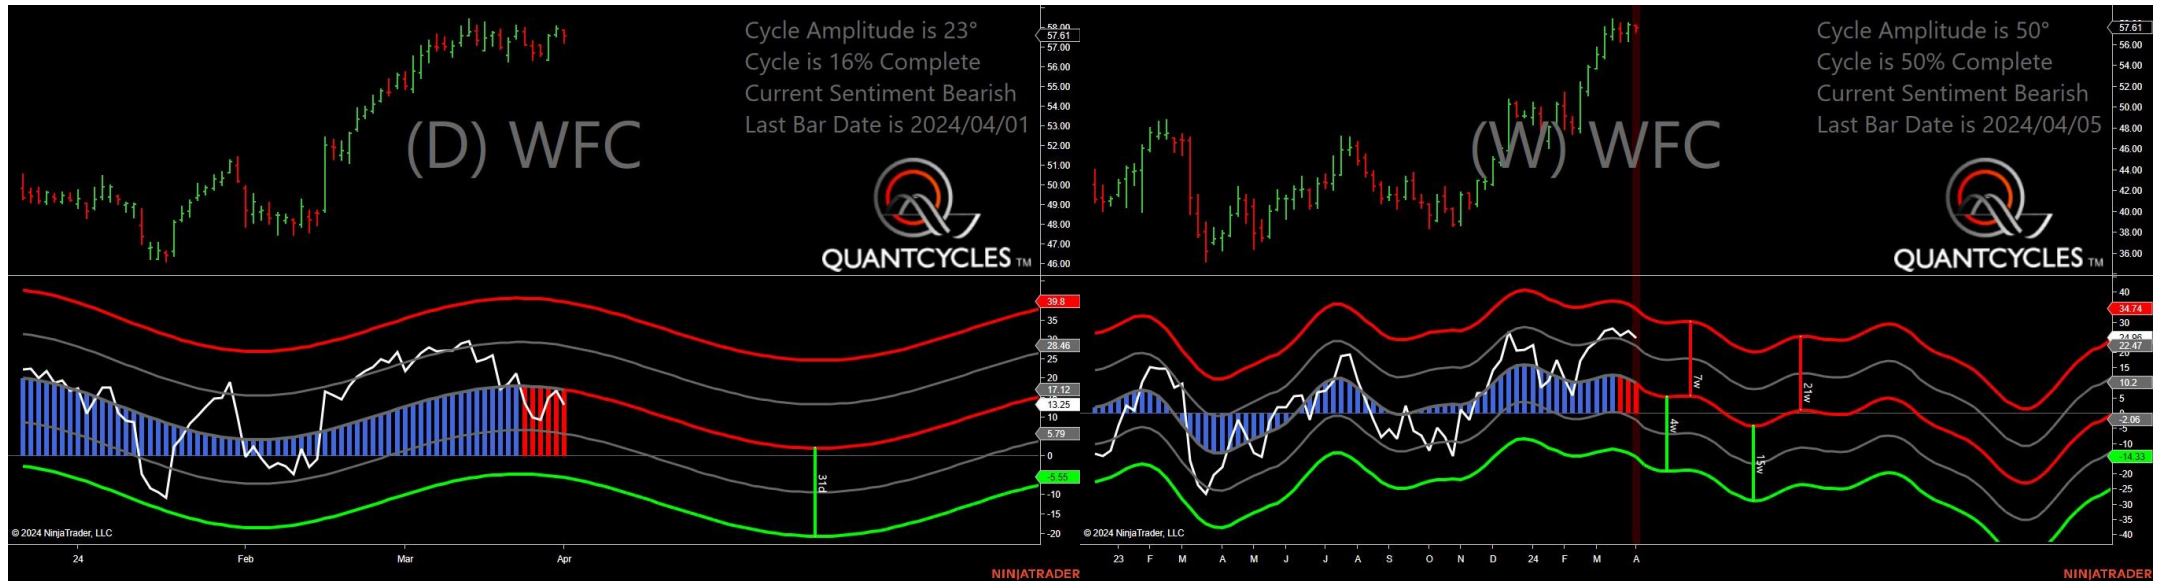 Cycle Amplitude is 23°
Cycle is 16% Complete
Current Sentiment Bearish
Last Bar Date is 2024/04/01
(D) WFC
QUANTCYCLES TM
58.00
57.61
57.00
56.00
55.00
54.00
53.00
52.00
51.00
50.00
49.00
48.00
47.00
46.00
39.8
35
30
28.46
25
20
17.12
13.25
10
5.79
0
-5.55
-10
-15
-20
31d
© 2024 NinjaTrader, LLC
24 Feb Mar Apr
NINJATRADER
Cycle Amplitude is 50°
Cycle is 50% Complete
Current Sentiment Bearish
Last Bar Date is 2024/04/05
(W) WFC
QUANTCYCLES TM
57.61
56.00
54.00
52.00
50.00
48.00
46.00
44.00
42.00
40.00
38.00
36.00
40
34.74
30
22.47
20
15
10.2
5
0
-2.06
-5
-10
-14.33
-20
-25
-30
-35
-40
7w
21w
4w
15w
© 2024 NinjaTrader, LLC
23 F M A M J J A S O N D 24 F M A
NINJATRADER